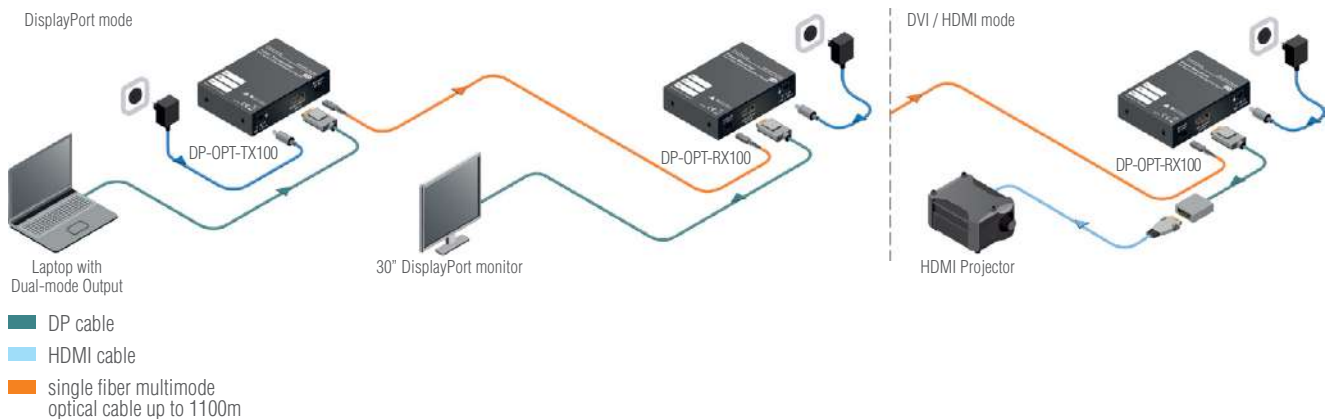 DisplayPort mode
DVI / HDMI mode
DP-OPT-TX100
DP-OPT-RX100
DP-OPT-RX100
Laptop with
Dual-mode Output
30" DisplayPort monitor
HDMI Projector
DP cable
HDMI cable
single fiber multimode
optical cable up to 1100m